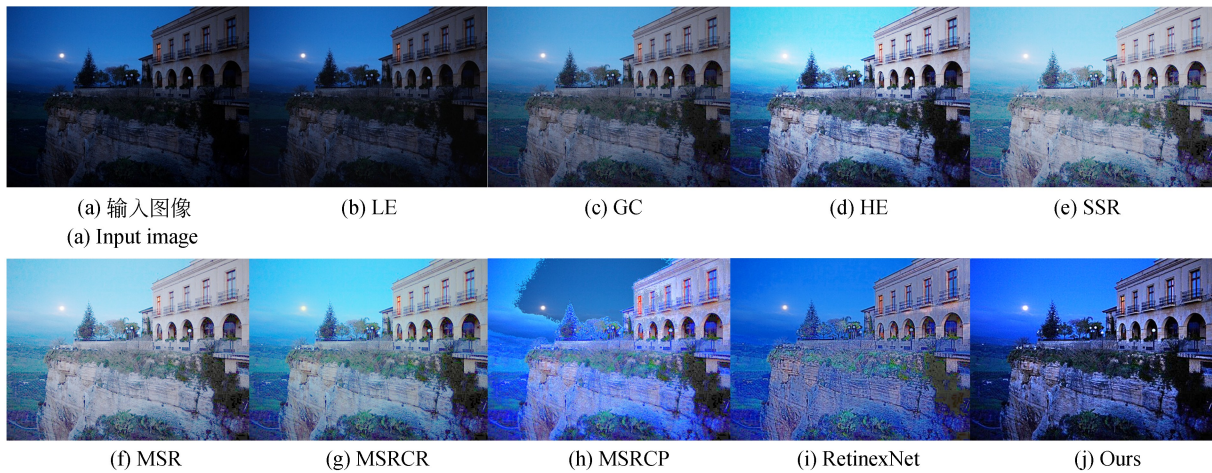 (a) 输入图像
(b) LE
(c) GC
(d) HE
(e) SSR
(a) Input image
(f) MSR
(g) MSRCR
(h) MSRCP
(i) RetinexNet
(j) Ours